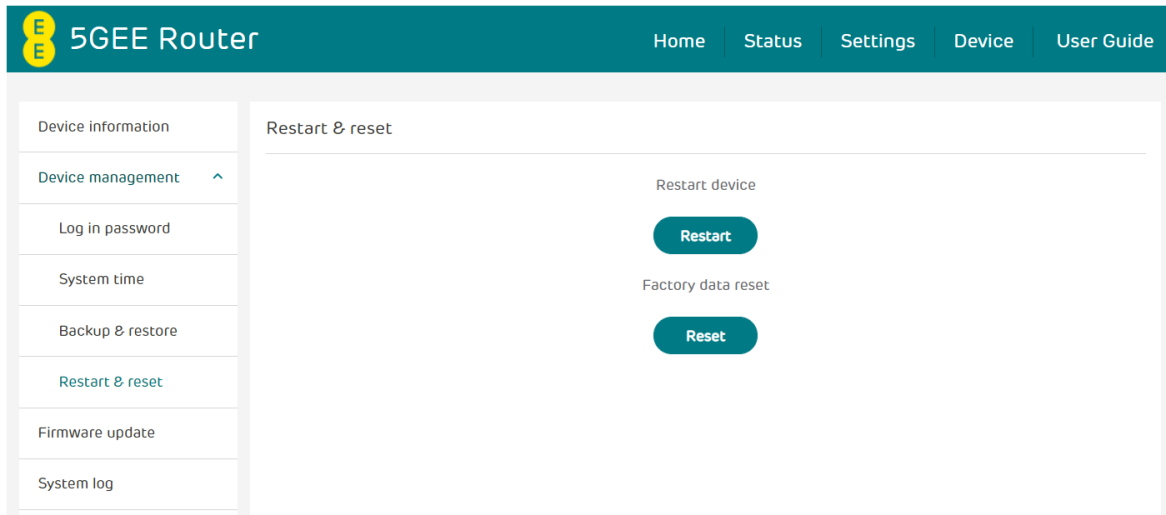 E
E
5GEE Router
Home Status Settings Device User Guide
Device information
Device management
Log in password
System time
Backup & restore
Restart & reset
Firmware update
System log
Restart & reset
Restart device
Restart
Factory data reset
Reset